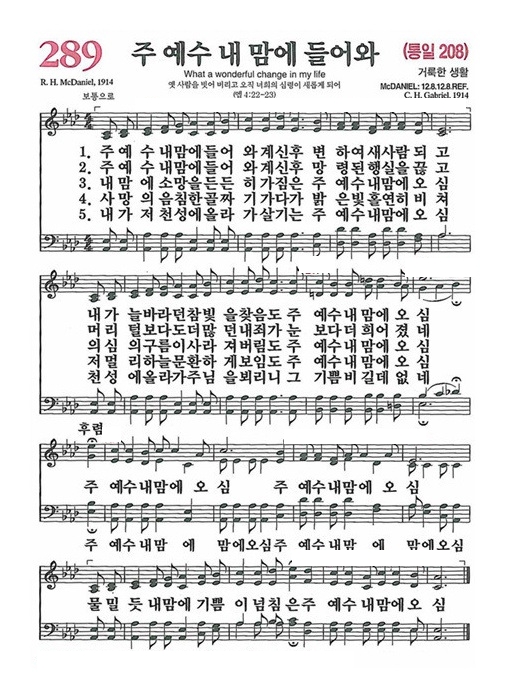 289 주 예수 내 맘에 들어와 (통일 208)
What a wonderful change in my life
R. H. McDaniel, 1914
옛 사람을 벗어 버리고 오직 너희의 심령이 새롭게 되어
거룩한 생활
보통으로
(엡 4:22-23)
McDANIEL: 12.8.12.8.REF.
C. H. Gabriel. 1914
1. 주 예 수 내맘에들어 와계신후 변 하여새사람 되 고
2. 주 예 수 내맘에들어 와계신후 망 령된행실을끊고
3. 내 맘 에소망을든든 히가짐은 주 예수내맘에오 심
4. 사 망 의음침한골짜 기가다가 밝 은빛홀연히비 쳐
5. 내 가 저천성에올라 가살기는 주 예수내맘에오 심
내 가 늘바라던참빛 을찾음도주 예수내맘에오 심
머 리 털보다도더많 던내죄가눈 보다더희어 졌 네
의 심 의구름이사라 져버림도주 예수내맘에오 심
저 멀 리하늘문환하 게보임도주 예수내맘에오 심
천 성 에올라가주님 을뵈리니그 기쁨비길데 없 네
후렴
주 예수내맘에 오 심 주 예수내맘에 오 심
주 예수내맘 에 맘에오심주 예수내맘 에 맘에오심
물 밀 듯 내맘에기쁨 이넘침은주 예수내맘에오 심